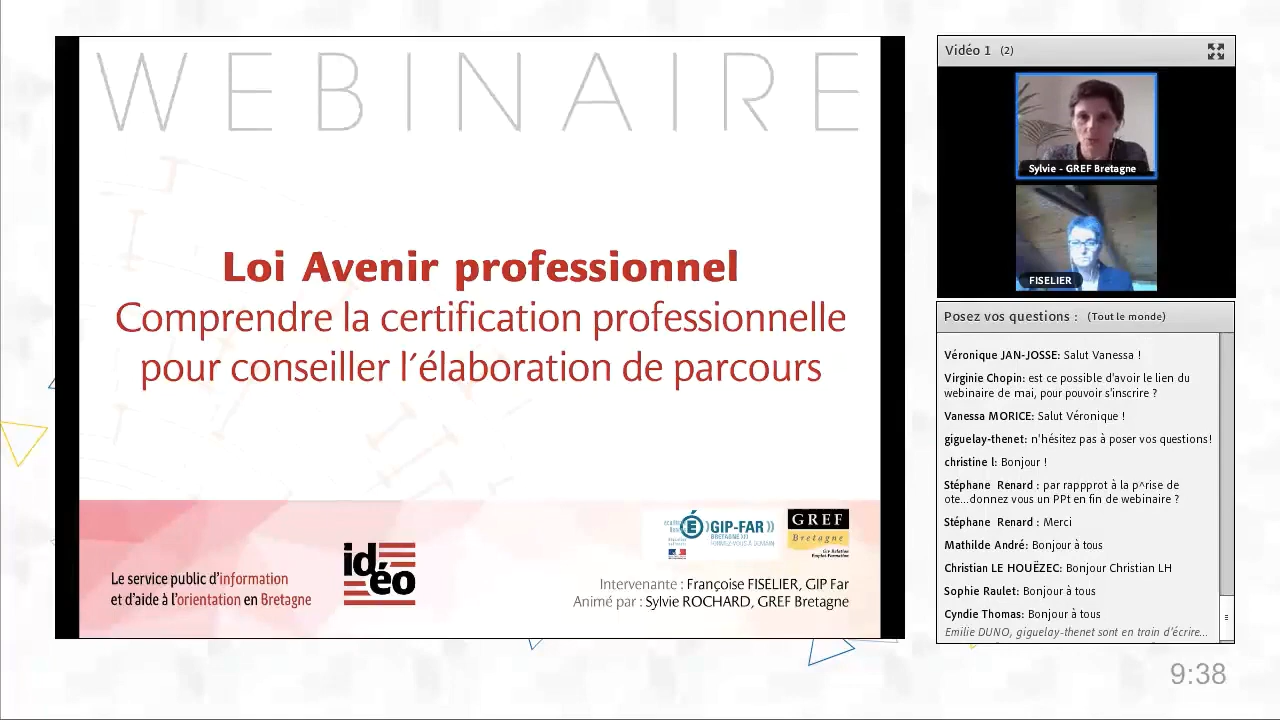 WEBINAIRE
Loi Avenir professionnel
Comprendre la certification professionnelle
pour conseiller l´élaboration de parcours
Le service public d'information
et d'aide à l'orientation en Bretagne
idéo
GIP-FAR
GREF
Bretagne
Intervenante : Françoise FISELIER, GIP Far
Animé par : Sylvie ROCHARD, GREF Bretagne
Vidéo 1 (2)
Sylvie - GREF Bretagne
FISELIER
Posez vos questions : (Tout le monde)
Véronique JAN-JOSSE: Salut Vanessa !
Virginie Chopin: est ce possible d'avoir le lien du
webinaire de mai, pour pouvoir s'inscrire ?
Vanessa MORICE: Salut Véronique !
giguelay-thenet: n'hésitez pas à poser vos questions!
christine l: Bonjour !
Stéphane Renard : par rappprot à la p^rise de
ote...donnez vous un PPt en fin de webinaire ?
Stéphane Renard : Merci
Mathilde André: Bonjour à tous
Christian LE HOUËZEC: Bonjour Christian LH
Sophie Raulet: Bonjour à tous
Cyndie Thomas: Bonjour à tous
Emilie DUNO, giguelay-thenet sont en train d'écrire...
9:38